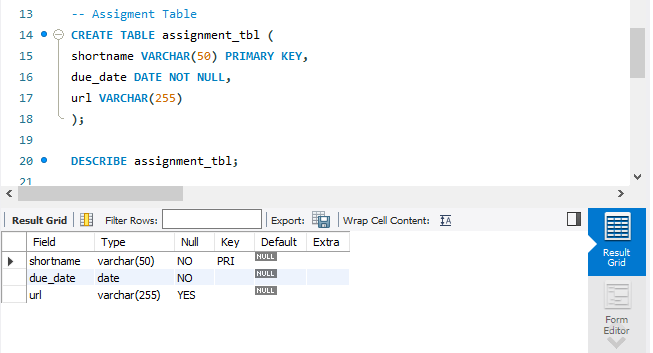 13 -- Assigment Table
14 CREATE TABLE assignment_tbl (
15 shortname VARCHAR(50) PRIMARY KEY,
16 due_date DATE NOT NULL,
17 url VARCHAR(255)
18 );
19
20 DESCRIBE assignment_tbl;
21
Result Grid Filter Rows: Export: Wrap Cell Content:
Field Type Null Key Default Extra
shortname varchar(50) NO PRI NULL
due_date date NO NULL
url varchar(255) YES NULL
Result
Grid
Form
Editor